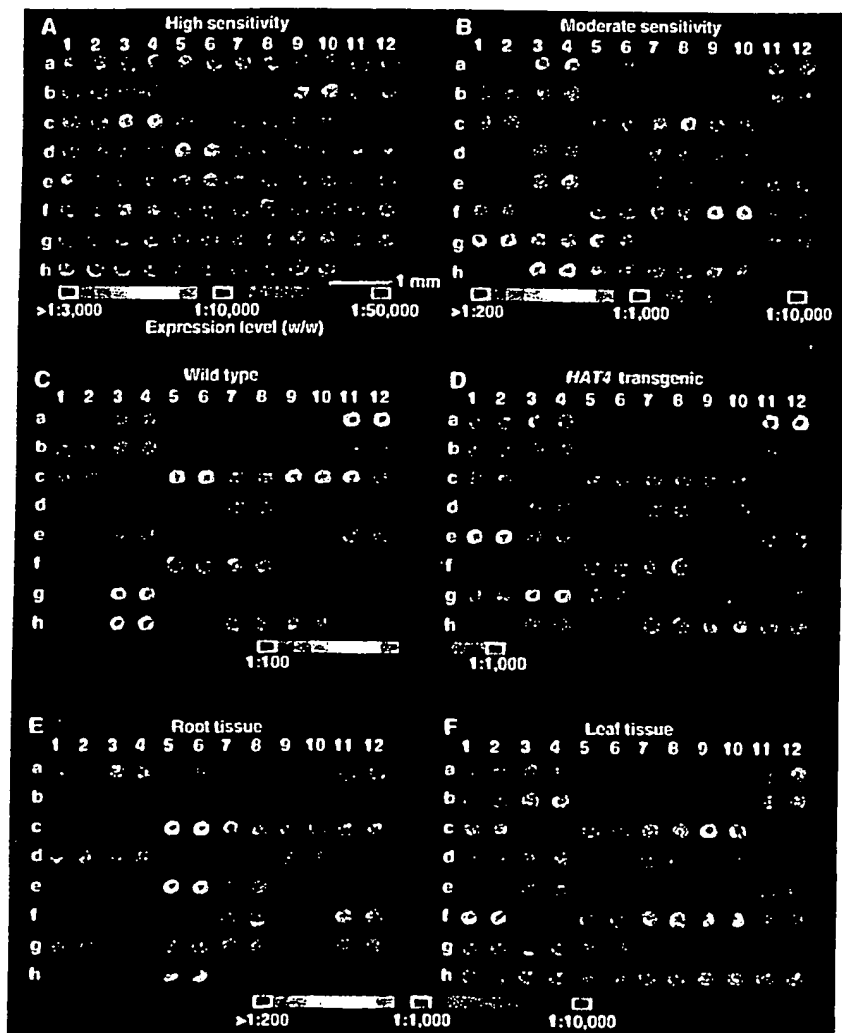 A High sensitivity
1 2 3 4 5 6 7 8 9 10 11 12
a
b
c
d
e
f
g
h
1 mm
>1:3,000 1:10,000 1:50,000
Expression level (w/w)
B Moderate sensitivity
1 2 3 4 5 6 7 8 9 10 11 12
a
b
c
d
e
f
g
h
>1:200 1:1,000 1:10,000
C Wild type
1 2 3 4 5 6 7 8 9 10 11 12
a
b
c
d
e
f
g
h
D HAT4 transgenic
1 2 3 4 5 6 7 8 9 10 11 12
a
b
c
d
e
f
g
h
1:100 1:1,000
E Root tissue
1 2 3 4 5 6 7 8 9 10 11 12
a
b
c
d
e
f
g
h
F Leaf tissue
1 2 3 4 5 6 7 8 9 10 11 12
a
b
c
d
e
f
g
h
>1:200 1:1,000 1:10,000